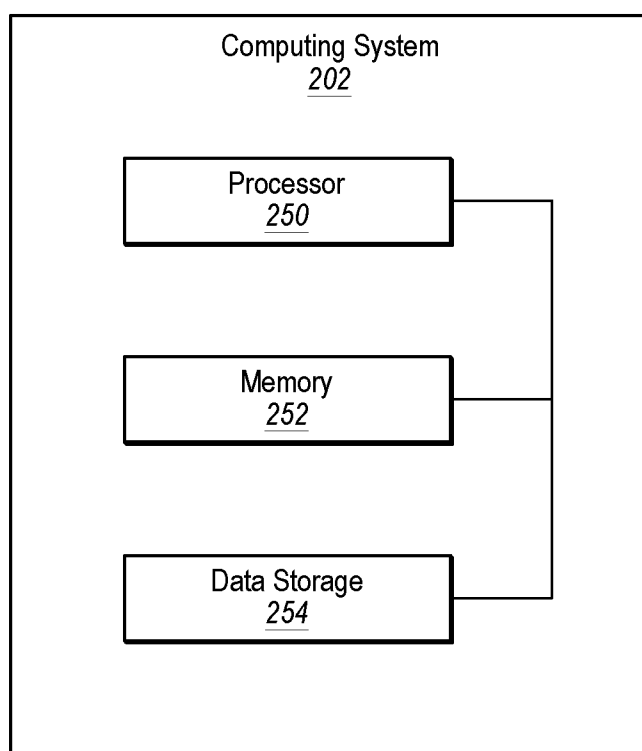 Computing System
202
Processor
250
Memory
252
Data Storage
254